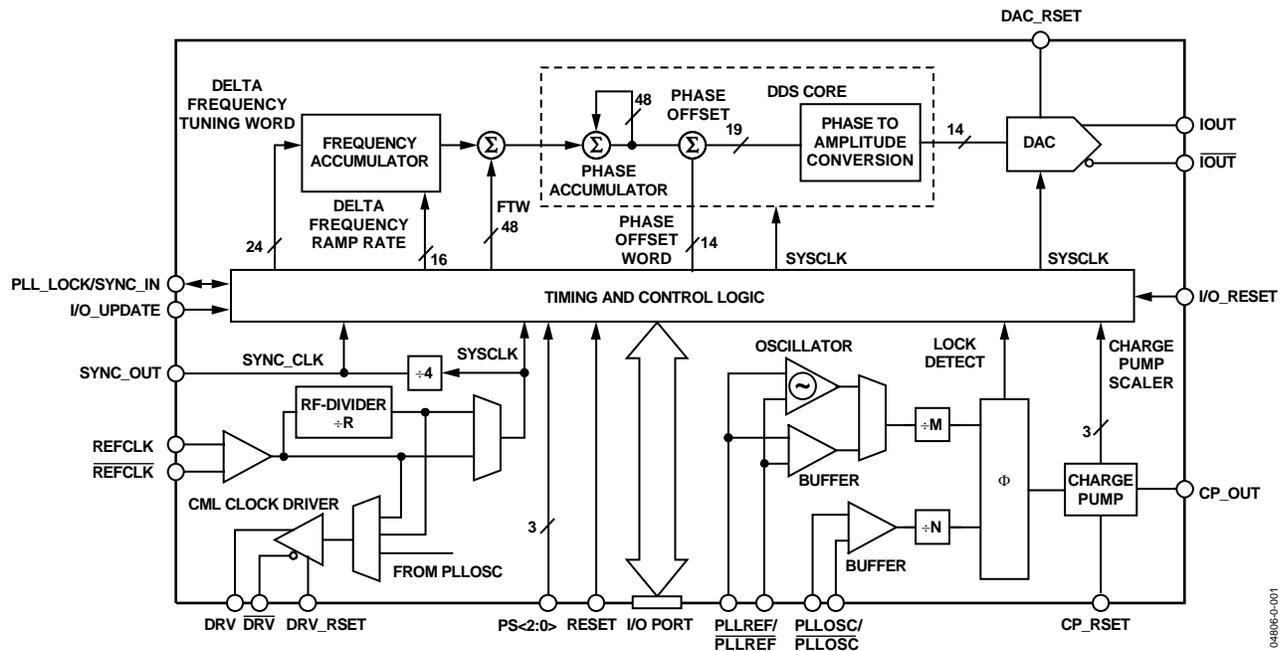 DAC_RSET
DELTA
FREQUENCY
TUNING WORD
FREQUENCY
ACCUMULATOR
Σ
48
Σ
PHASE
ACCUMULATOR
PHASE
OFFSET
Σ
19
DDS CORE
PHASE TO
AMPLITUDE
CONVERSION
14
DAC
IOUT
IOUT
24
DELTA
FREQUENCY
RAMP RATE
16
FTW
48
PHASE
OFFSET
WORD
14
SYSCLK
SYSCLK
PLL_LOCK/SYNC_IN
I/O_UPDATE
TIMING AND CONTROL LOGIC
I/O_RESET
SYNC_OUT
SYNC_CLK
÷4
SYSCLK
RF-DIVIDER
÷R
REFCLK
REFCLK
CML CLOCK DRIVER
FROM PLLOSC
3
OSCILLATOR
~
BUFFER
÷M
BUFFER
÷N
LOCK
DETECT
Φ
CHARGE
PUMP
SCALER
3
CHARGE
PUMP
CP_OUT
DRV
DRV
DRV_RSET
PS<2:0>
RESET
I/O PORT
PLLREF/
PLLREF
PLLOSC/
PLLOSC
CP_RSET
04806-0-001